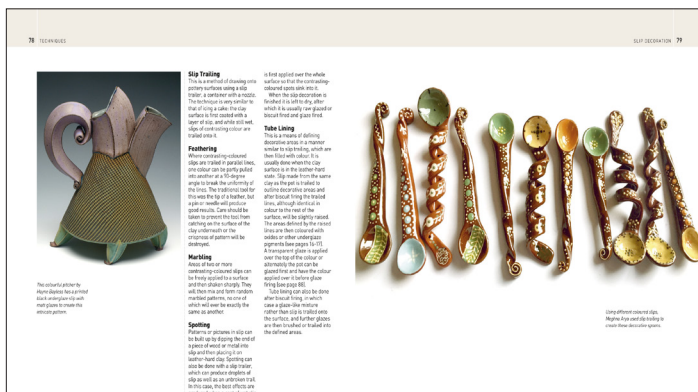 78 TECHNIQUES
SLIP DECORATION 79
Slip Trailing
This is a method of drawing onto
pottery surfaces using a slip
trailer, a container with a nozzle.
The technique is very similar to
that of icing a cake; the clay
surface is first coated with a
layer of slip, and while still wet,
slips of contrasting colour are
trailed onto it.
Feathering
Where contrasting-coloured
slips are trailed in parallel lines,
one colour can be partly pulled
into another at a 90-degree
angle to break the uniformity of
the lines. The traditional tool for
this was the tip of a feather, but
a pin or needle will produce
good results. Care should be
taken to prevent the tool from
catching on the surface of the
clay underneath or the
crispness of pattern will be
destroyed.
Marbling
Areas of two or more
contrasting-coloured slips can
be freely applied to a surface
and then shaken sharply. They
will then mix and form random
marbled patterns, no one of
which will ever be exactly the
same as another.
Spotting
Patterns or pictures in slip can
be built up by dipping the end of
a piece of wood or metal into
slip and then placing it on
leather-hard clay. Spotting can
also be done with a slip trailer,
which can produce droplets of
slip as well as an unbroken trail.
In this case, the best effects are
is first applied over the whole
surface so that the contrasting-
coloured spots sink into it.
When the slip decoration is
finished it is left to dry, after
which it is usually raw glazed or
biscuit fired and glaze fired.
Tube Lining
This is a means of defining
decorative areas in a manner
similar to slip trailing, which are
then filled with colour. It is
usually done when the clay
surface is in the leather-hard
state. Slip made from the same
clay as the pot is trailed to
outline decorative areas and
after biscuit firing the trailed
lines, although identical in
colour to the rest of the
surface, will be slightly raised.
The areas defined by the raised
lines are then coloured with
oxides or other underglaze
pigments (see pages 16-17).
A transparent glaze is applied
over the top of the colour or
alternately the pot can be
glazed first and have the colour
applied over it before glaze
firing (see page 88).
Tube lining can also be done
after biscuit firing, in which
case a glaze-like mixture
rather than slip is trailed onto
the surface, and further glazes
are then brushed or trailed into
the defined areas.
This colourful pitcher by
has a printed
black underglaze slip with
matt glazes to create this
intricate pattern.
Using different coloured slips,
Meghna Arya used slip trailing to
create these decorative spoons.